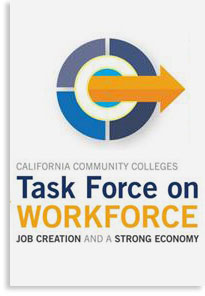 CALIFORNIA COMMUNITY COLLEGES
Task Force on
WORKFORCE
JOB CREATION AND A STRONG ECONOMY